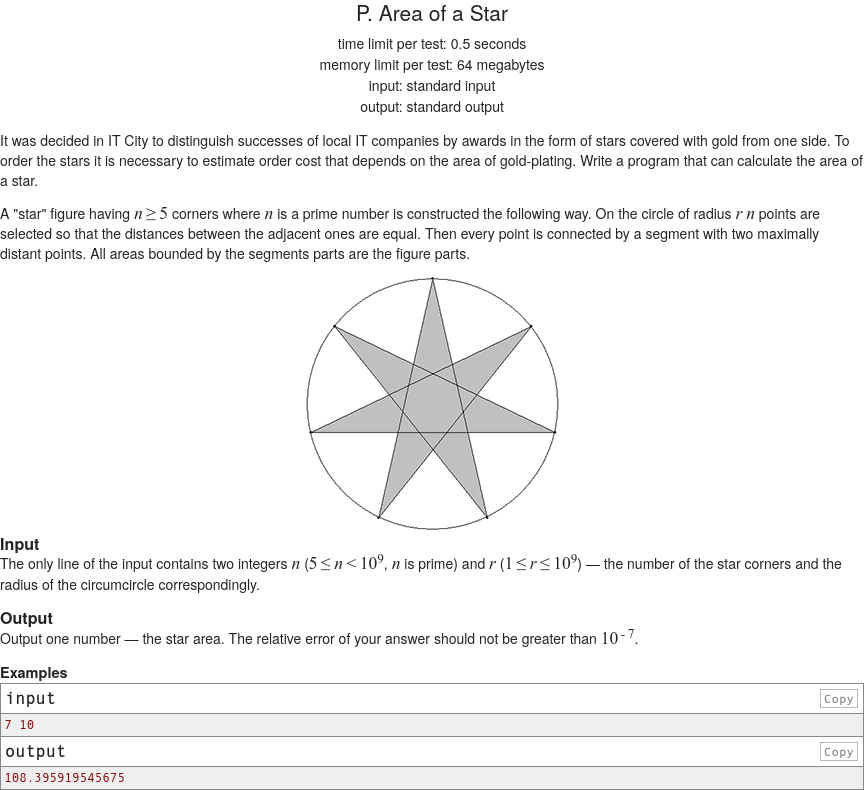 P. Area of a Star
time limit per test: 0.5 seconds
memory limit per test: 64 megabytes
input: standard input
output: standard output
It was decided in IT City to distinguish successes of local IT companies by awards in the form of stars covered with gold from one side. To
order the stars it is necessary to estimate order cost that depends on the area of gold-plating. Write a program that can calculate the area of
a star.
A "star" figure having n ≥ 5 corners where n is a prime number is constructed the following way. On the circle of radius r n points are
selected so that the distances between the adjacent ones are equal. Then every point is connected by a segment with two maximally
distant points. All areas bounded by the segments parts are the figure parts.
Input
The only line of the input contains two integers n (5 ≤ n < 10^9, n is prime) and r (1 ≤ r ≤ 10^9) — the number of the star corners and the
radius of the circumcircle correspondingly.
Output
Output one number — the star area. The relative error of your answer should not be greater than 10^-7.
Examples
input
Copy
7 10
output
Copy
108.395919545675